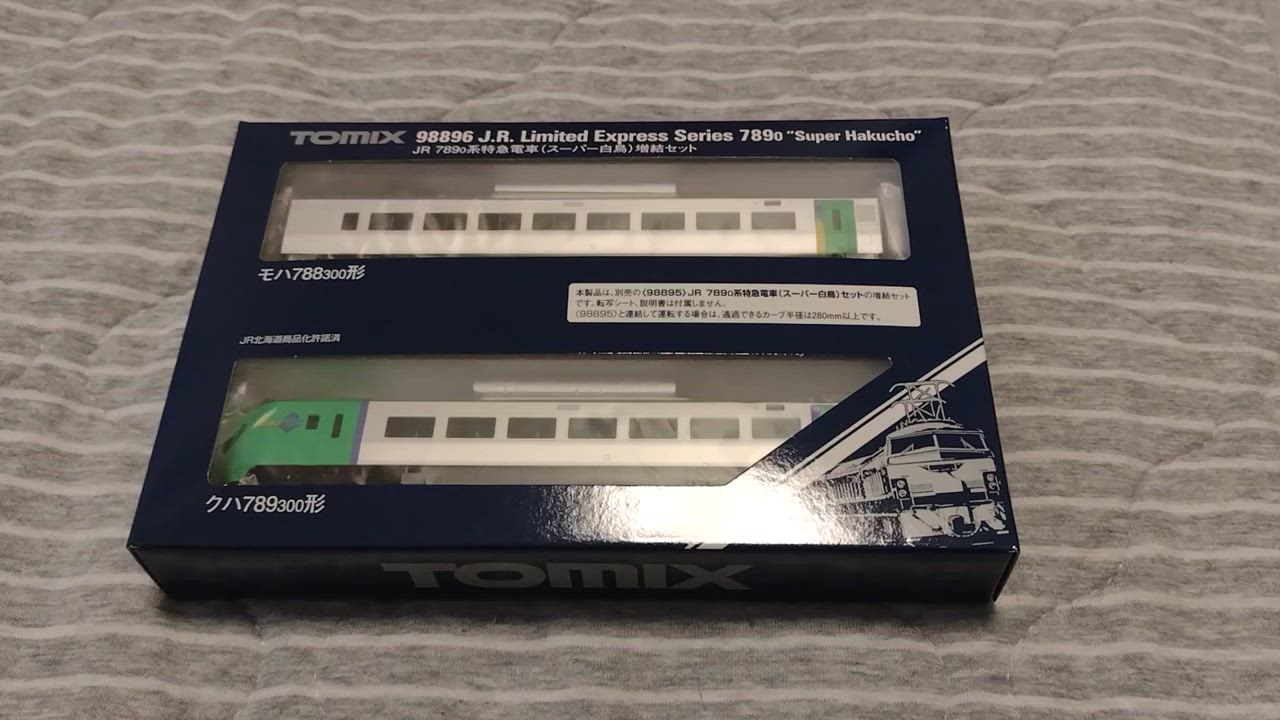 TOMIX 98896 J.R. Limited Express Series 7890 "Super Hakucho"
JR 7890系特急電車(スーパー白鳥)増結セット
モハ788300形
本製品は、別売の〈98895〉JR 7890系特急電車(スーパー白鳥)セットの増結セット
です。転写シート、説明書は付属しません。
〈98895〉と連結して運転する場合は、通過できるカーブ半径は280mm以上です。
JR北海道商品化許諾済
クハ789300形
TOMIX